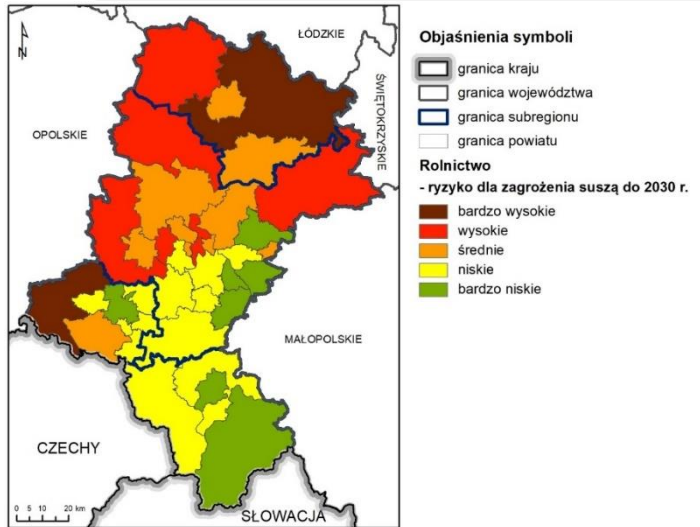 N
ŁÓDZKIE
ŚWIĘTOKRZYSKIE
OPOLSKIE
MAŁOPOLSKIE
CZECHY
SŁOWACJA
0 5 10 20 km
Objaśnienia symboli
granica kraju
granica województwa
granica subregionu
granica powiatu
Rolnictwo
- ryzyko dla zagrożenia suszą do 2030 r.
bardzo wysokie
wysokie
średnie
niskie
bardzo niskie